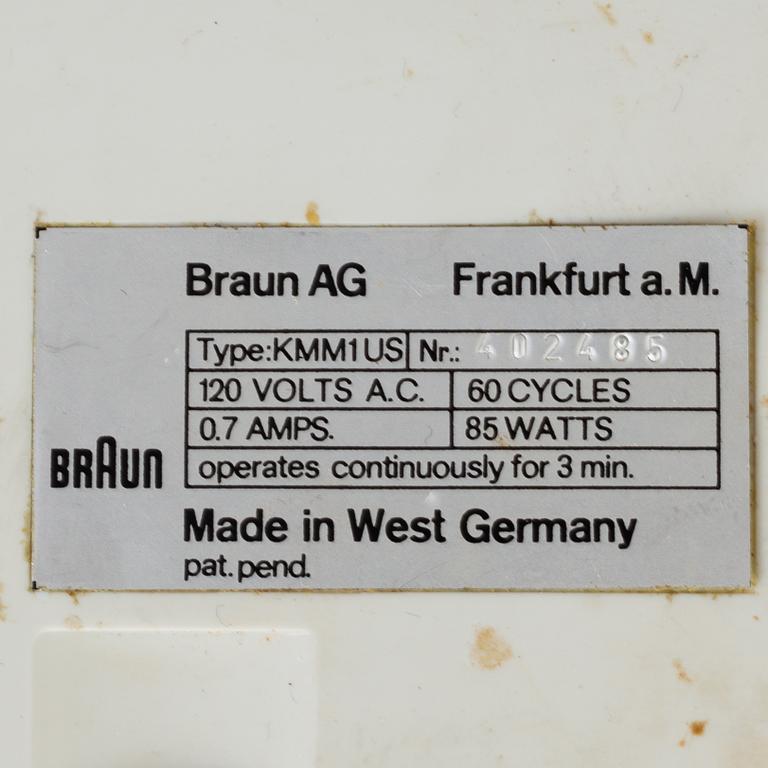 Braun AG Frankfurt a. M.
Type:KMM1US Nr.: 402485
120 VOLTS A.C. 60 CYCLES
0.7 AMPS. 85 WATTS
BRAUN
operates continuously for 3 min.
Made in West Germany
pat. pend.